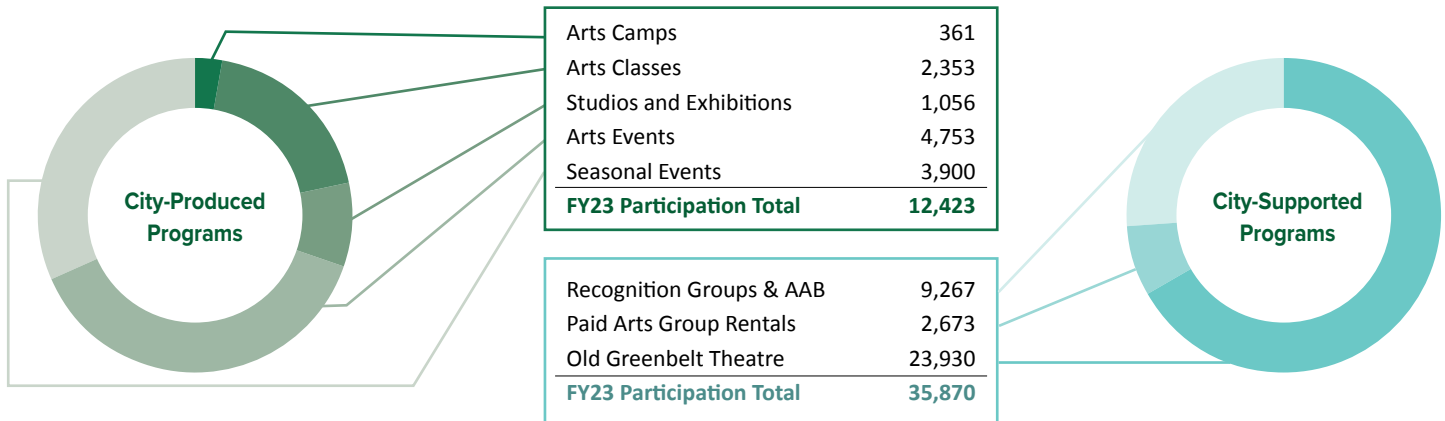 City-Produced
Programs
Arts Camps 361
Arts Classes 2,353
Studios and Exhibitions 1,056
Arts Events 4,753
Seasonal Events 3,900
FY23 Participation Total 12,423
Recognition Groups & AAB 9,267
Paid Arts Group Rentals 2,673
Old Greenbelt Theatre 23,930
FY23 Participation Total 35,870
City-Supported
Programs